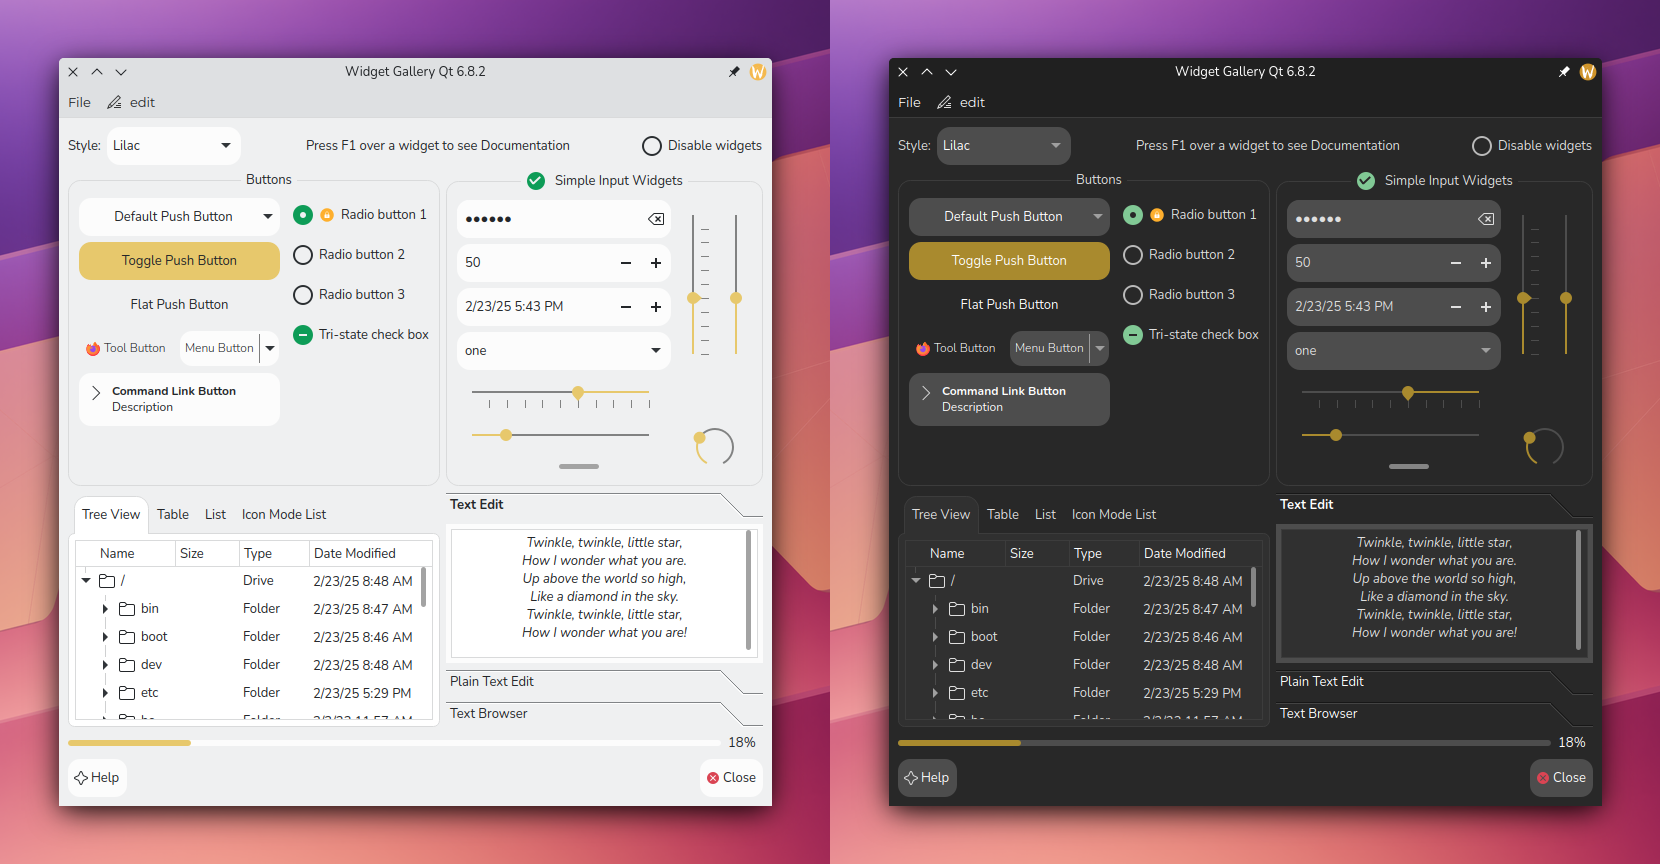 Widget Gallery Qt 6.8.2
File edit
Style: Lilac Press F1 over a widget to see Documentation Disable widgets
Buttons
Default Push Button
Toggle Push Button
Flat Push Button
Tool Button Menu Button
Command Link Button
Description
Radio button 1
Radio button 2
Radio button 3
Tri-state check box
Simple Input Widgets
●●●●●●
50
2/23/25 5:43 PM
one
Tree View Table List Icon Mode List
Name Size Type Date Modified
/ Drive 2/23/25 8:48 AM
bin Folder 2/23/25 8:47 AM
boot Folder 2/23/25 8:46 AM
dev Folder 2/23/25 8:48 AM
etc Folder 2/23/25 5:29 PM
Text Edit
Twinkle, twinkle, little star,
How I wonder what you are.
Up above the world so high,
Like a diamond in the sky.
Twinkle, twinkle, little star,
How I wonder what you are!
Plain Text Edit
Text Browser
18%
Help Close
Widget Gallery Qt 6.8.2
File edit
Style: Lilac Press F1 over a widget to see Documentation Disable widgets
Buttons
Default Push Button
Toggle Push Button
Flat Push Button
Tool Button Menu Button
Command Link Button
Description
Radio button 1
Radio button 2
Radio button 3
Tri-state check box
Simple Input Widgets
●●●●●●
50
2/23/25 5:43 PM
one
Tree View Table List Icon Mode List
Name Size Type Date Modified
/ Drive 2/23/25 8:48 AM
bin Folder 2/23/25 8:47 AM
boot Folder 2/23/25 8:46 AM
dev Folder 2/23/25 8:48 AM
etc Folder 2/23/25 5:29 PM
Text Edit
Twinkle, twinkle, little star,
How I wonder what you are.
Up above the world so high,
Like a diamond in the sky.
Twinkle, twinkle, little star,
How I wonder what you are!
Plain Text Edit
Text Browser
18%
Help Close